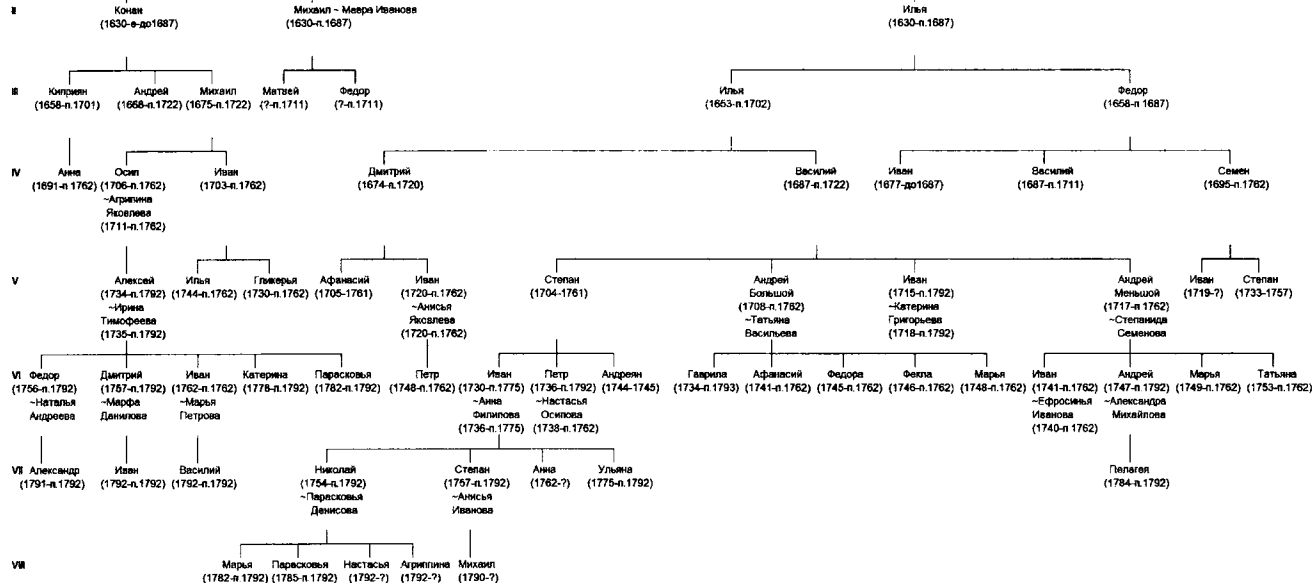 II Конан Михаил ~ Мавра Иванова Илья
(1630-е-до1687) (1630-п.1687) (1630-п.1687)
III Киприян Андрей Михаил Матвей Федор Илья Федор
(1658-п.1701) (1668-п.1722) (1675-п.1722) (?-п.1711) (?-п.1711) (1653-п.1702) (1658-п 1687)
IV Анна Осип Иван Дмитрий Василий Иван Василий Семен
(1691-п 1762) (1706-п.1762) (1703-п.1762) (1674-п.1720) (1687-п.1722) (1677-до1687) (1687-п.1711) (1695-п.1762)
~Агрипина
Яковлева
(1711-п.1762)
V Алексей Илья Гликерья Афанасий Иван Степан Андрей Иван Андрей Иван Степан
(1734-п.1792) (1744-п.1762) (1730-п.1762) (1705-1761) (1720-п.1762) (1704-1761) Большой (1715-п.1792) Меньшой (1719-?) (1733-1757)
~Ирина ~Анисья (1708-п.1762) ~Катерина (1717-п 1762)
Тимофеева Яковлева ~Татьяна Григорьева ~Степанида
(1735-п.1792) (1720-п.1762) Васильева (1718-п.1792) Семенова
VI Федор Дмитрий Иван Катерина Парасковья Петр Иван Петр Андреян Гаврила Афанасий Федора Фекла Марья Иван Андрей Марья Татьяна
(1756-п.1792) (1757-п.1792) (1762-п.1762) (1778-п.1792) (1782-п.1792) (1748-п.1762) (1730-п.1775) (1736-п.1792) (1744-1745) (1734-п.1793) (1741-п.1762) (1745-п.1762) (1746-п.1762) (1748-п.1762) (1741-п.1762) (1747-п.1792) (1749-п.1762) (1753-п.1762)
~Наталья ~Марфа ~Марья ~Анна ~Настасья ~Ефросинья ~Александра
Андреева Данилова Петрова Филипова Осипова Иванова Михайлова
(1736-п.1775) (1738-п.1762) (1740-п 1762)
VII Александр Иван Василий Николай Степан Анна Ульяна Пелагея
(1791-п.1792) (1792-п.1792) (1792-п.1792) (1754-п.1792) (1757-п.1792) (1762-?) (1775-п.1792) (1784-п.1792)
~Парасковья ~Анисья
Денисова Иванова
VIII Марья Парасковья Настасья Агриппина Михаил
(1782-п.1792) (1785-п.1792) (1792-?) (1792-?) (1790-?)